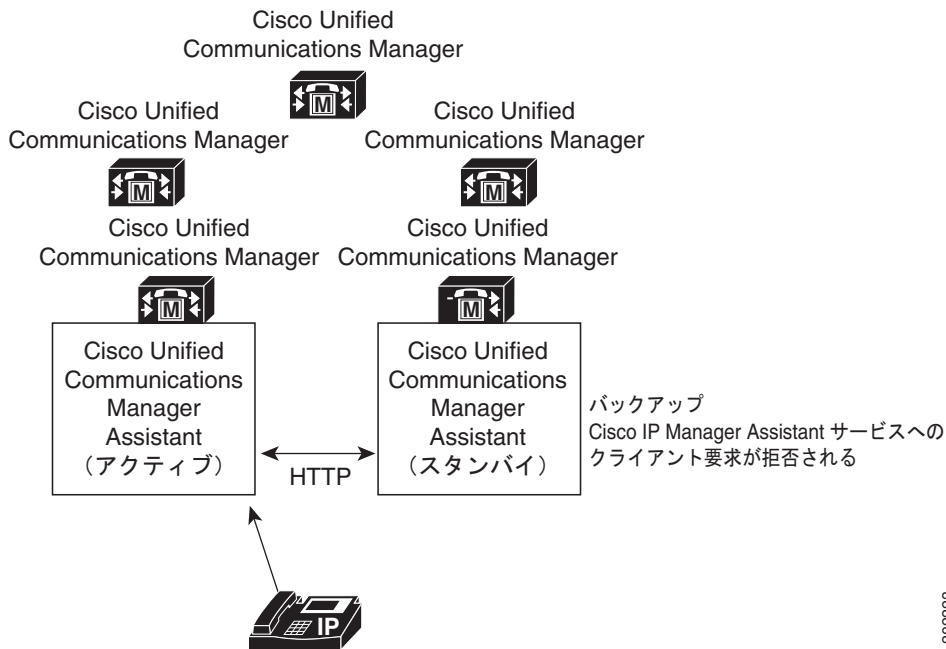 Cisco Unified
Communications Manager
Cisco Unified
Communications Manager
Cisco Unified
Communications Manager
M
M
M
Cisco Unified
Communications Manager
Cisco Unified
Communications Manager
M
M
Cisco Unified
Communications
Manager
Assistant
（アクティブ）
HTTP
Cisco Unified
Communications
Manager
Assistant
（スタンバイ）
バックアップ
Cisco IP Manager Assistant サービスへの
クライアント要求が拒否される
IP